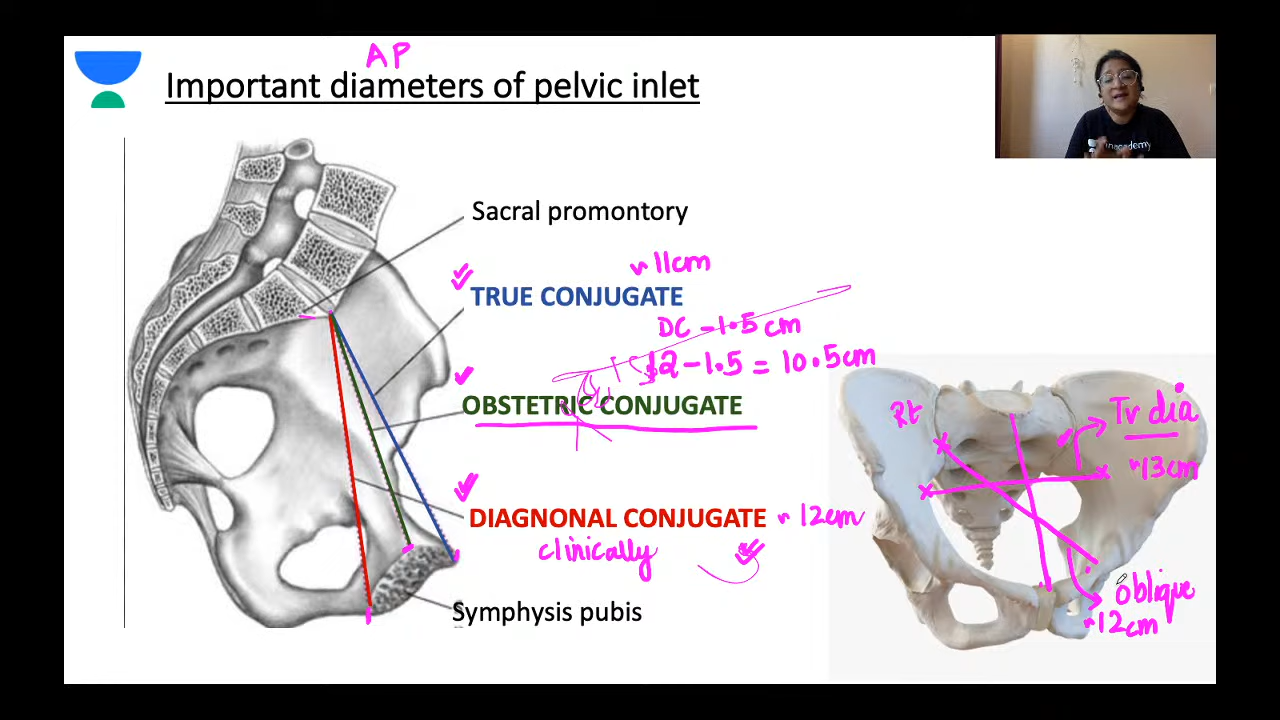 AP
Important diameters of pelvic inlet
nacademy
Sacral promontory
~ 11cm
TRUE CONJUGATE
DC - 1.5 cm
12 - 1.5 = 10.5cm
OBSTETRIC CONJUGATE
DIAGNONAL CONJUGATE ~ 12cm
clinically
Symphysis pubis
Rt
Tr dia
~13cm
oblique
~12cm